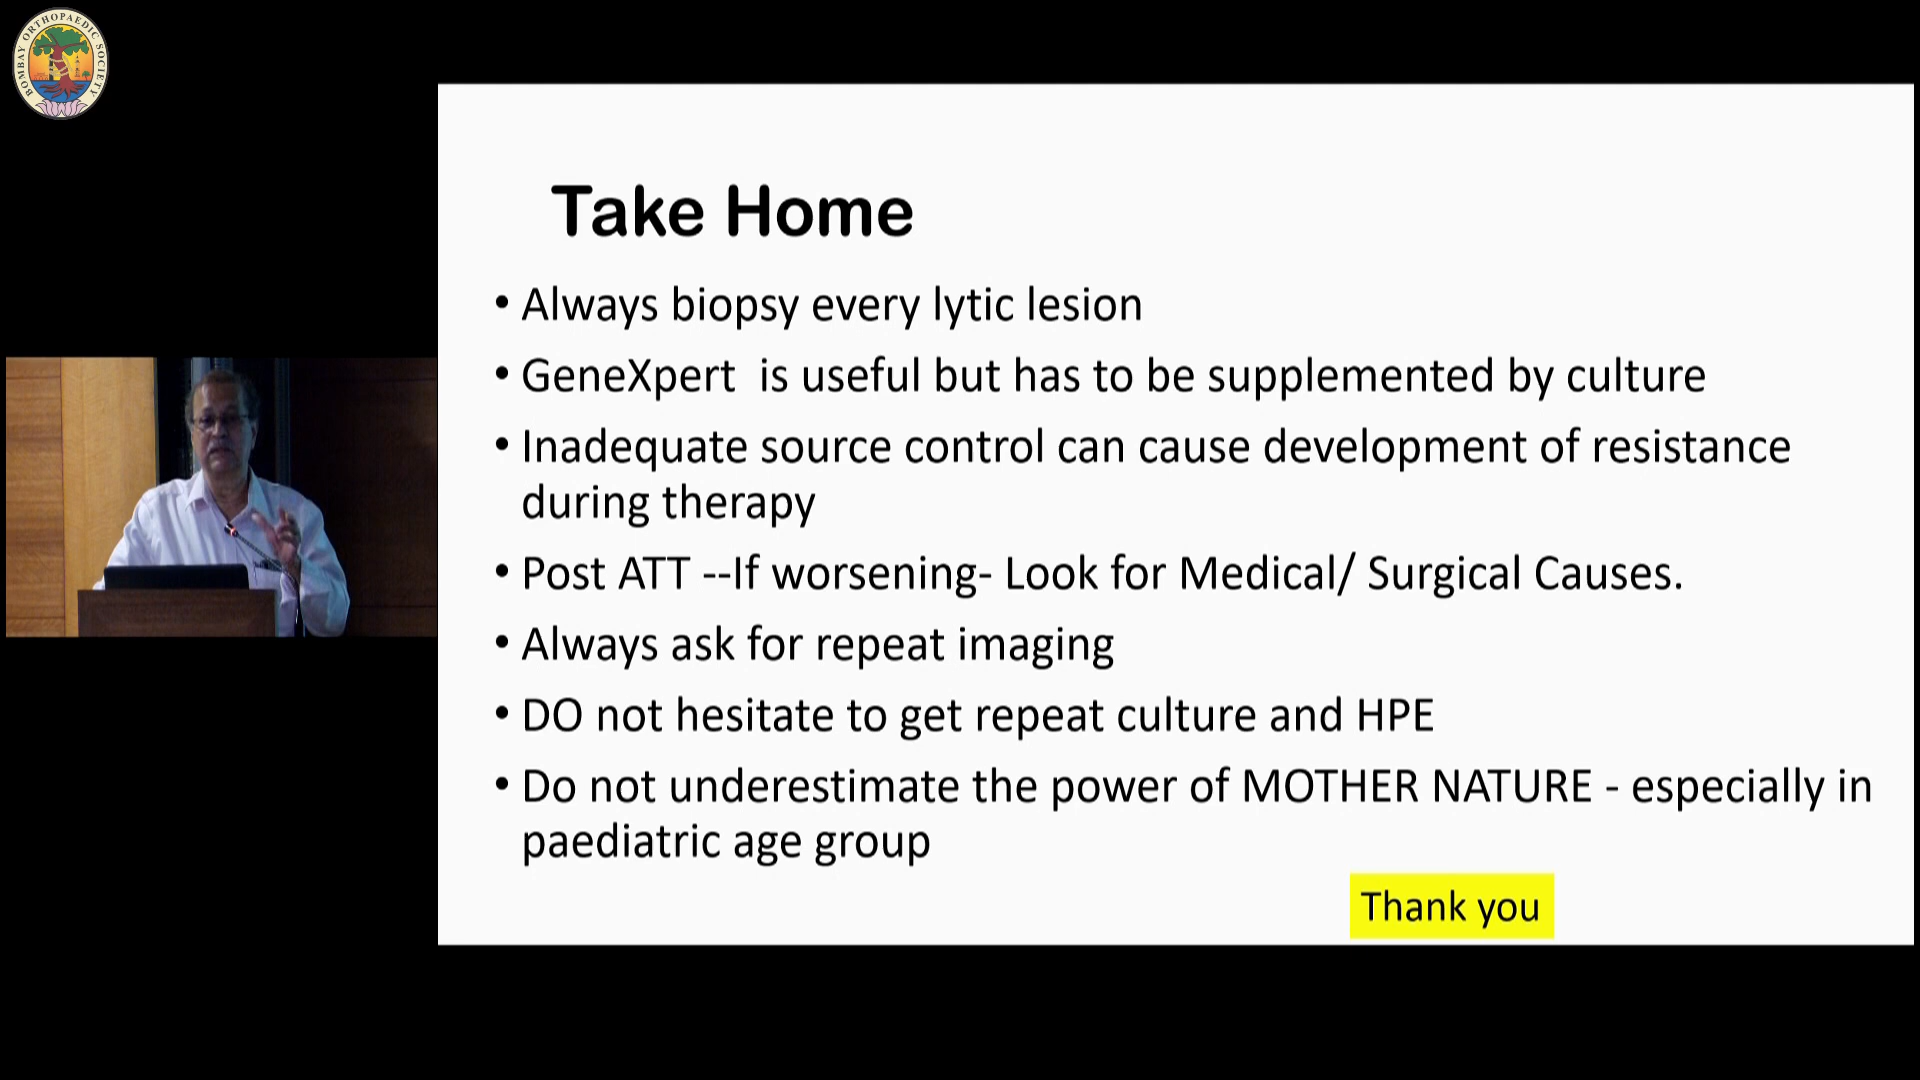 BOMBAY ORTHOPAEDIC SOCIETY
Take Home
• Always biopsy every lytic lesion
• GeneXpert  is useful but has to be supplemented by culture
• Inadequate source control can cause development of resistance
during therapy
• Post ATT --If worsening- Look for Medical/ Surgical Causes.
• Always ask for repeat imaging
• DO not hesitate to get repeat culture and HPE
• Do not underestimate the power of MOTHER NATURE - especially in
paediatric age group
Thank you